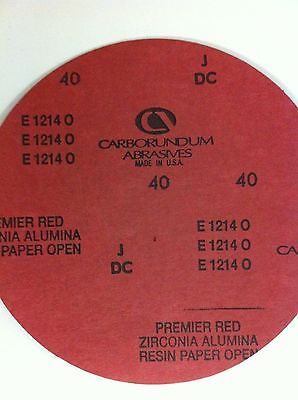 J
40 DC
E 1214 O
E 1214 O
E 1214 O
CARBORUNDUM
ABRASIVES
MADE IN U.S.A.
40 40
PREMIER RED
ZIRCONIA ALUMINA
PAPER OPEN
J
DC
E 1214 O
E 1214 O
E 1214 O
CA
PREMIER RED
ZIRCONIA ALUMINA
RESIN PAPER OPEN